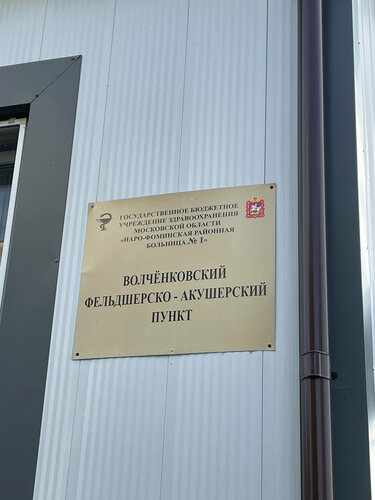 ГОСУДАРСТВЕННОЕ БЮДЖЕТНОЕ
УЧРЕЖДЕНИЕ ЗДРАВООХРАНЕНИЯ
МОСКОВСКОЙ ОБЛАСТИ
«НАРО-ФОМИНСКАЯ РАЙОННАЯ
БОЛЬНИЦА № 1»
ВОЛЧЁНКОВСКИЙ
ФЕЛЬДШЕРСКО - АКУШЕРСКИЙ
ПУНКТ